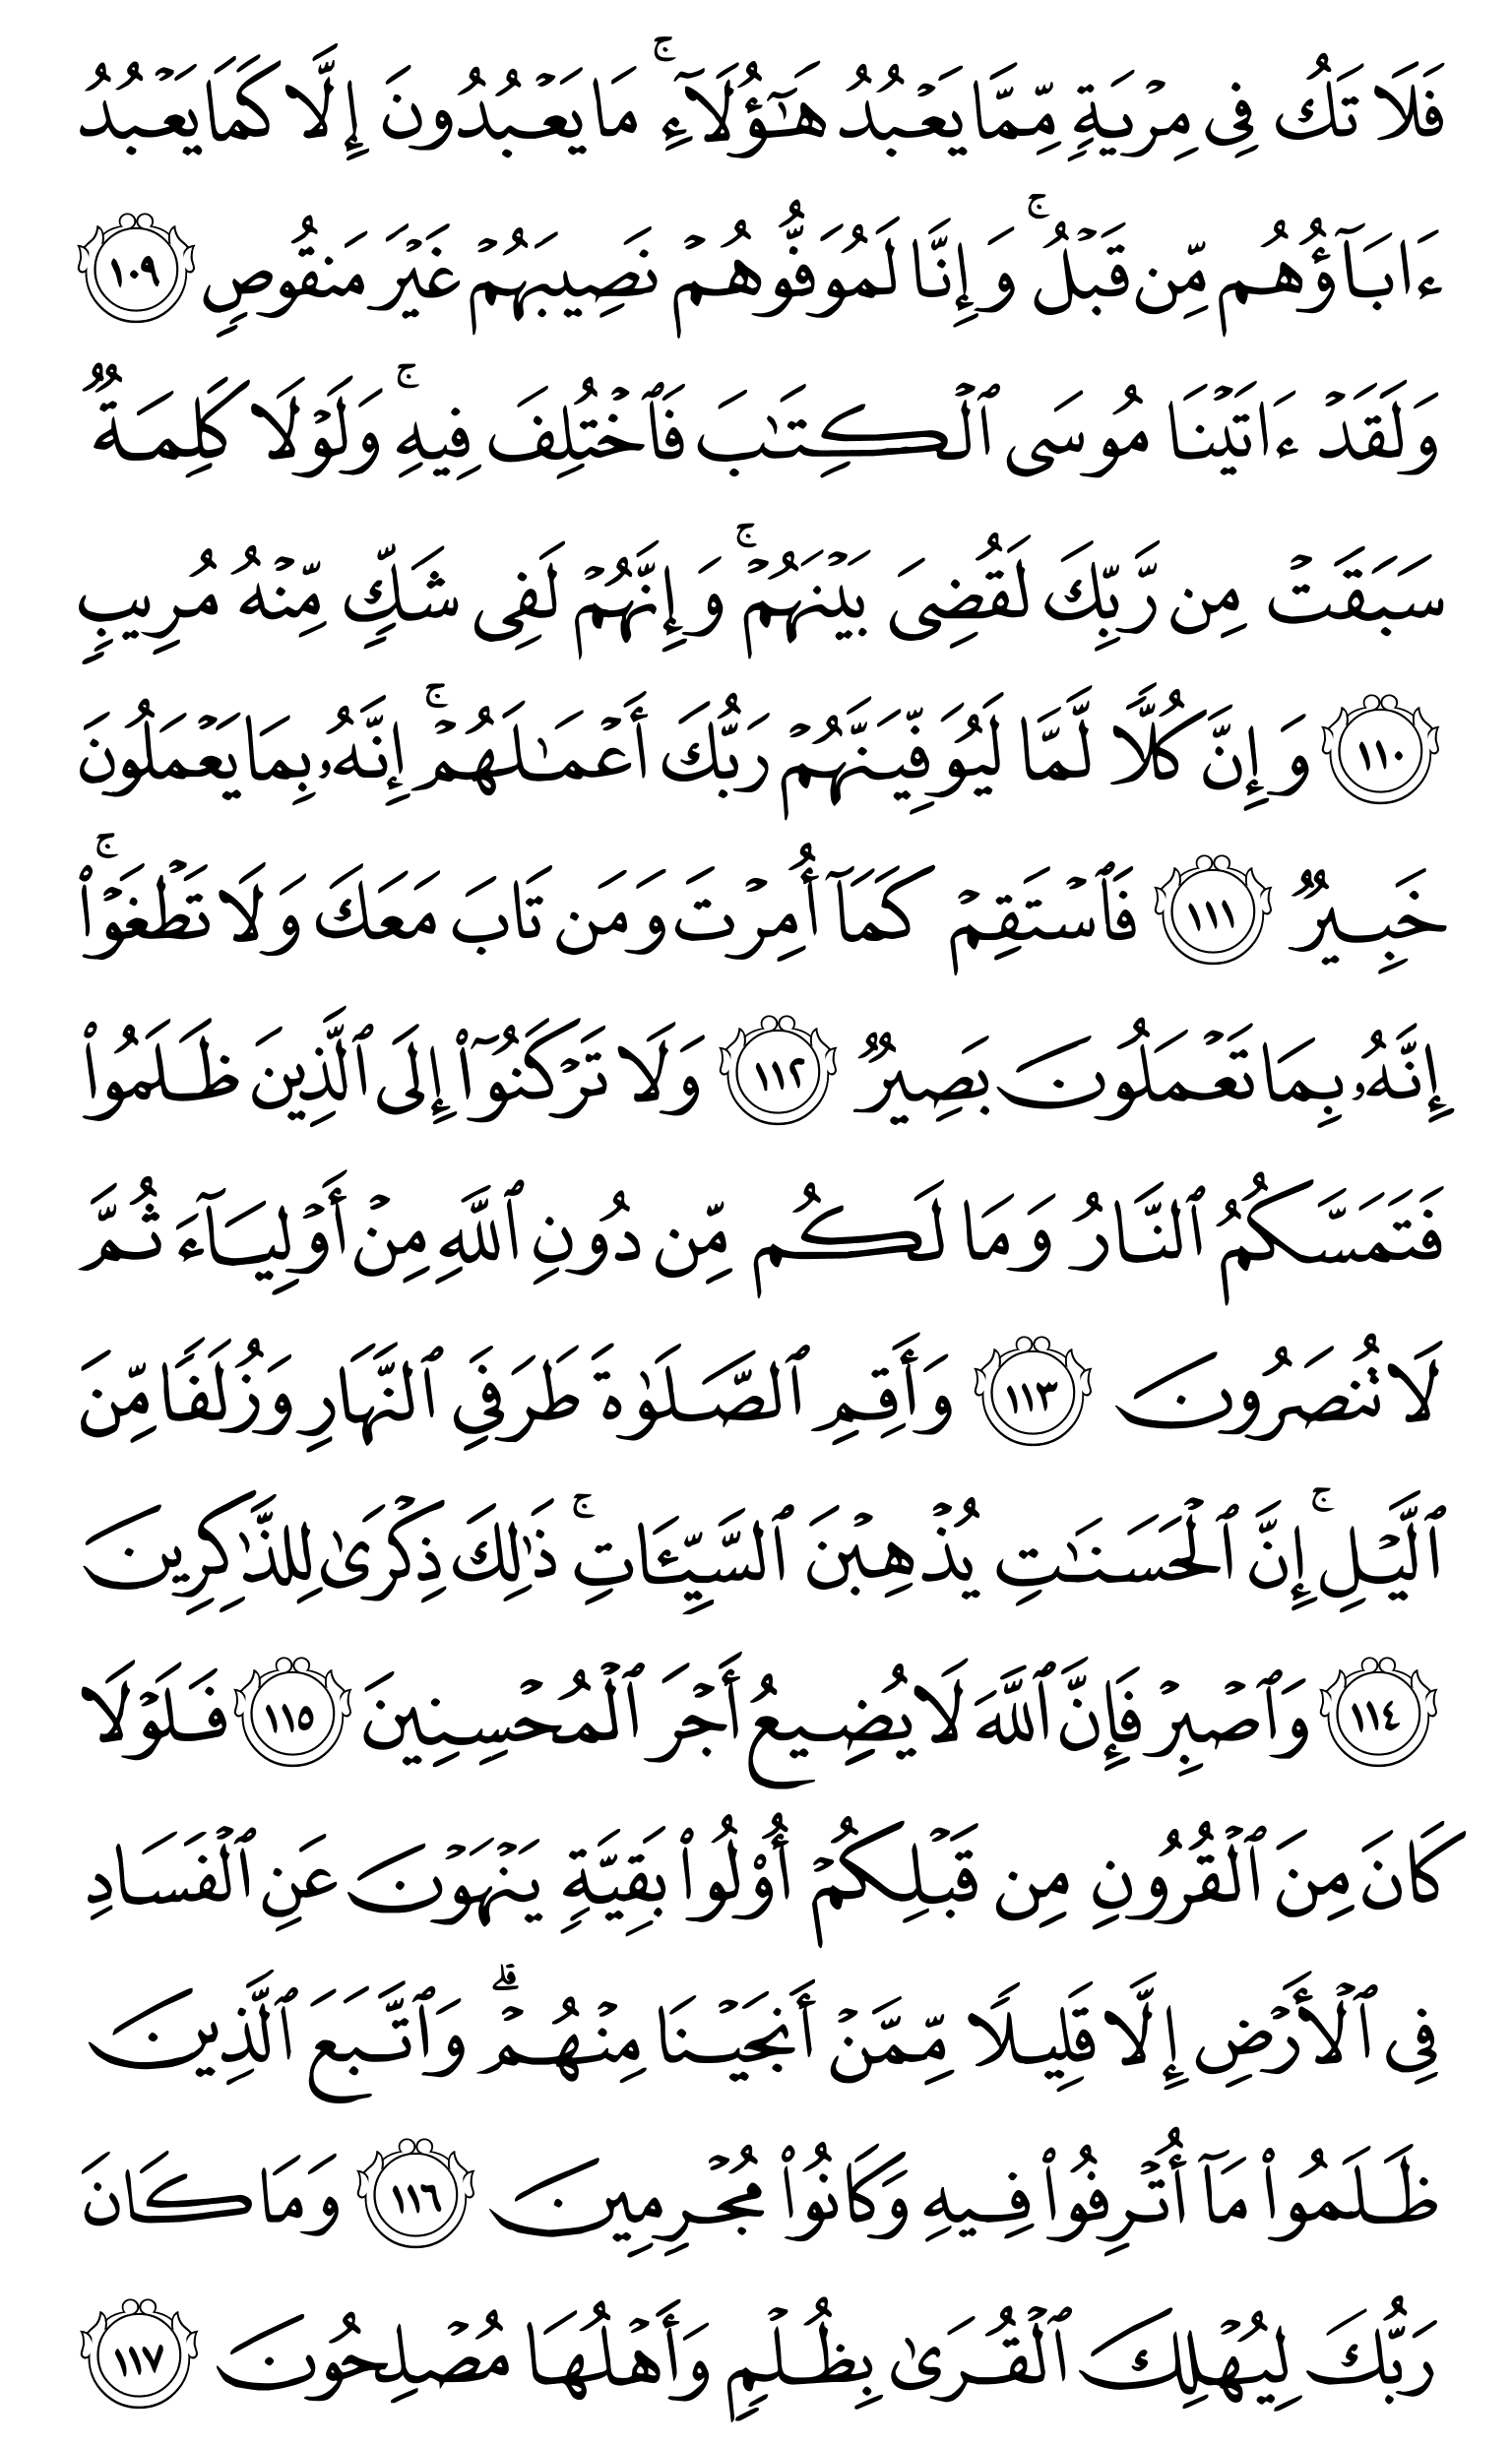 فَلَا تَكُ فِى مِرۡيَةٍ مِّمَّا يَعۡبُدُ هَـٰٓؤُلَآءِ ۚ مَا يَعۡبُدُونَ إِلَّا كَمَا يَعۡبُدُ
ءَابَآؤُهُم مِّن قَبۡلُ ۚ وَإِنَّا لَمُوَفُّوهُمۡ نَصِيبَهُمۡ غَيۡرَ مَنقُوصٍ ١٠٩
وَلَقَدۡ ءَاتَيۡنَا مُوسَى ٱلۡكِتَـٰبَ فَٱخۡتُلِفَ فِيهِ ۚ وَلَوۡلَا كَلِمَةٌ
سَبَقَتۡ مِن رَّبِّكَ لَقُضِىَ بَيۡنَهُمۡ ۚ وَإِنَّهُمۡ لَفِى شَكٍّ مِّنۡهُ مُرِيبٍ
١١٠ وَإِنَّ كُلًّا لَّمَّا لَيُوَفِّيَنَّهُمۡ رَبُّكَ أَعۡمَـٰلَهُمۡ ۚ إِنَّهُۥ بِمَا يَعۡمَلُونَ
خَبِيرٌ ١١١ فَٱسۡتَقِمۡ كَمَآ أُمِرۡتَ وَمَن تَابَ مَعَكَ وَلَا تَطۡغَوۡا۟ ۚ
إِنَّهُۥ بِمَا تَعۡمَلُونَ بَصِيرٌ ١١٢ وَلَا تَرۡكَنُوٓا۟ إِلَى ٱلَّذِينَ ظَلَمُوا۟
فَتَمَسَّكُمُ ٱلنَّارُ وَمَا لَكُم مِّن دُونِ ٱللَّهِ مِنۡ أَوۡلِيَآءَ ثُمَّ
لَا تُنصَرُونَ ١١٣ وَأَقِمِ ٱلصَّلَوٰةَ طَرَفَىِ ٱلنَّهَارِ وَزُلَفًا مِّنَ
ٱلَّيۡلِ ۚ إِنَّ ٱلۡحَسَنَـٰتِ يُذۡهِبۡنَ ٱلسَّيِّـَٔاتِ ۚ ذَٰلِكَ ذِكۡرَىٰ لِلذَّٰكِرِينَ
١١٤ وَٱصۡبِرۡ فَإِنَّ ٱللَّهَ لَا يُضِيعُ أَجۡرَ ٱلۡمُحۡسِنِينَ ١١٥ فَلَوۡلَا
كَانَ مِنَ ٱلۡقُرُونِ مِن قَبۡلِكُمۡ أُو۟لُوا۟ بَقِيَّةٍ يَنۡهَوۡنَ عَنِ ٱلۡفَسَادِ
فِى ٱلۡأَرۡضِ إِلَّا قَلِيلًا مِّمَّنۡ أَنجَيۡنَا مِنۡهُمۡ ۗ وَٱتَّبَعَ ٱلَّذِينَ
ظَلَمُوا۟ مَآ أُتۡرِفُوا۟ فِيهِ وَكَانُوا۟ مُجۡرِمِينَ ١١٦ وَمَا كَانَ
رَبُّكَ لِيُهۡلِكَ ٱلۡقُرَىٰ بِظُلۡمٍ وَأَهۡلُهَا مُصۡلِحُونَ ١١٧